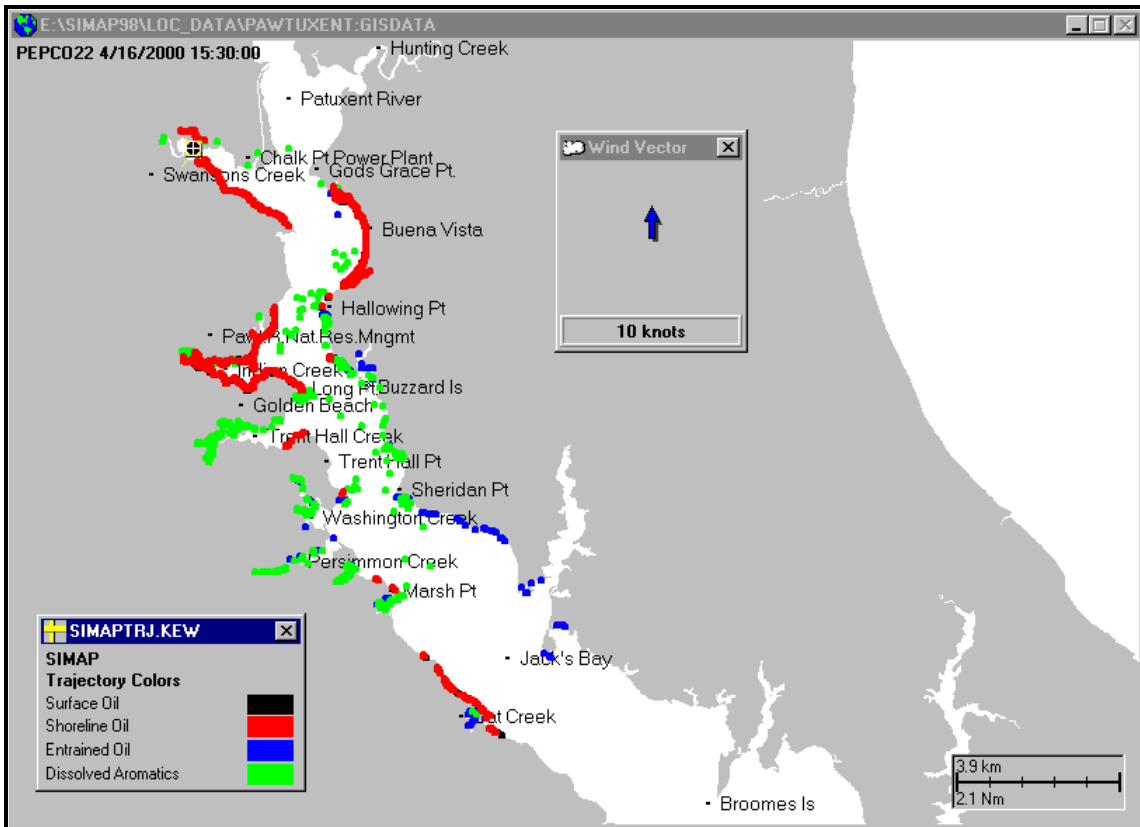 E:\SIMAP98\LOC_DATA\PAWTUXENT:GISDATA
PEPCO22 4/16/2000 15:30:00
Hunting Creek
Patuxent River
Chalk Pt Power Plant
Swansons Creek
Gods Grace Pt.
Buena Vista
Hallowing Pt
Nat.Res.Mngmt
Indian Creek
Long Pt.
Buzzard Is
Golden Beach
Trent Hall Creek
Trent Hall Pt
Sheridan Pt
Washington Creek
Persimmon Creek
Marsh Pt
Jack's Bay
Creek
Broomes Is
Wind Vector
10 knots
SIMAPTRJ.KEW
SIMAP
Trajectory Colors
Surface Oil
Shoreline Oil
Entrained Oil
Dissolved Aromatics
3.9 km
2.1 Nm